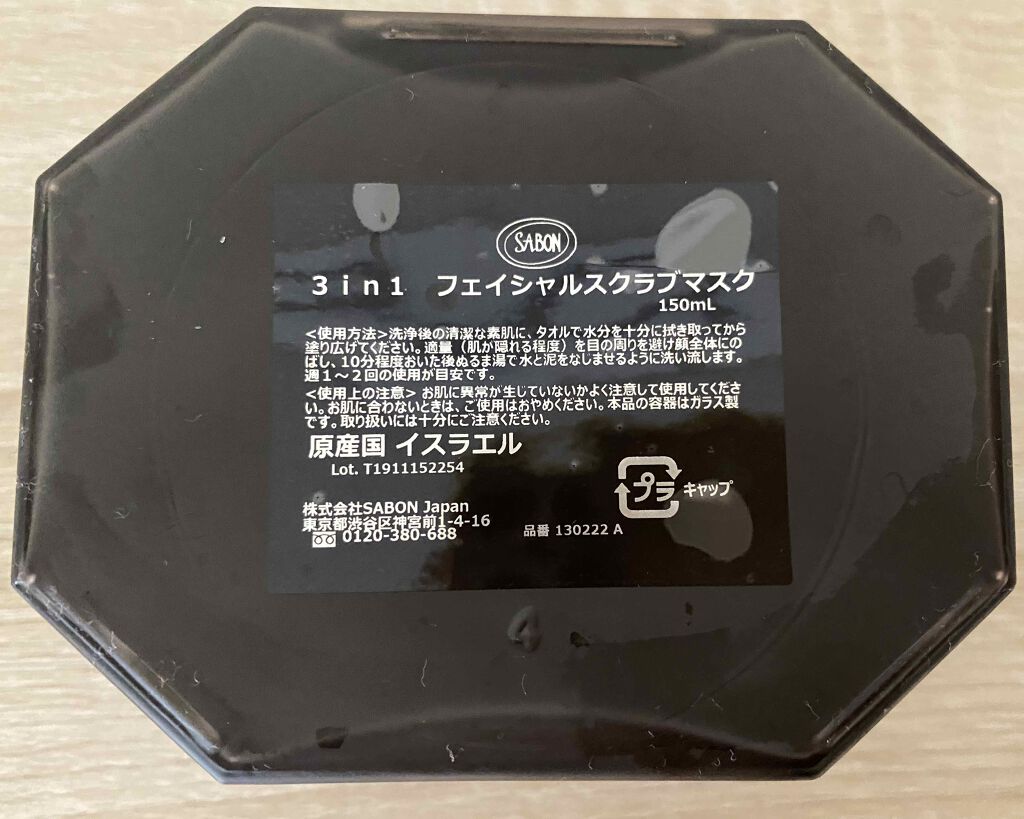 SABON
3in1 フェイシャルスクラブマスク
150mL
<使用方法>洗浄後の清潔な素肌に、タオルで水分を十分に拭き取ってから
塗り広げてください。適量（肌が隠れる程度）を目の周りを避け顔全体にの
ばし、10分程度おいた後ぬるま湯で水と泥をなじませるように洗い流します。
週1～2回の使用が目安です。
<使用上の注意> お肌に異常が生じていないかよく注意して使用してくださ
い。お肌に合わないときは、ご使用はおやめください。本品の容器はガラス製
です。取り扱いには十分にご注意ください。
原産国 イスラエル
Lot. T1911152254
プラ キャップ
株式会社SABON Japan
東京都渋谷区神宮前1-4-16
0120-380-688
品番 130222 A
4